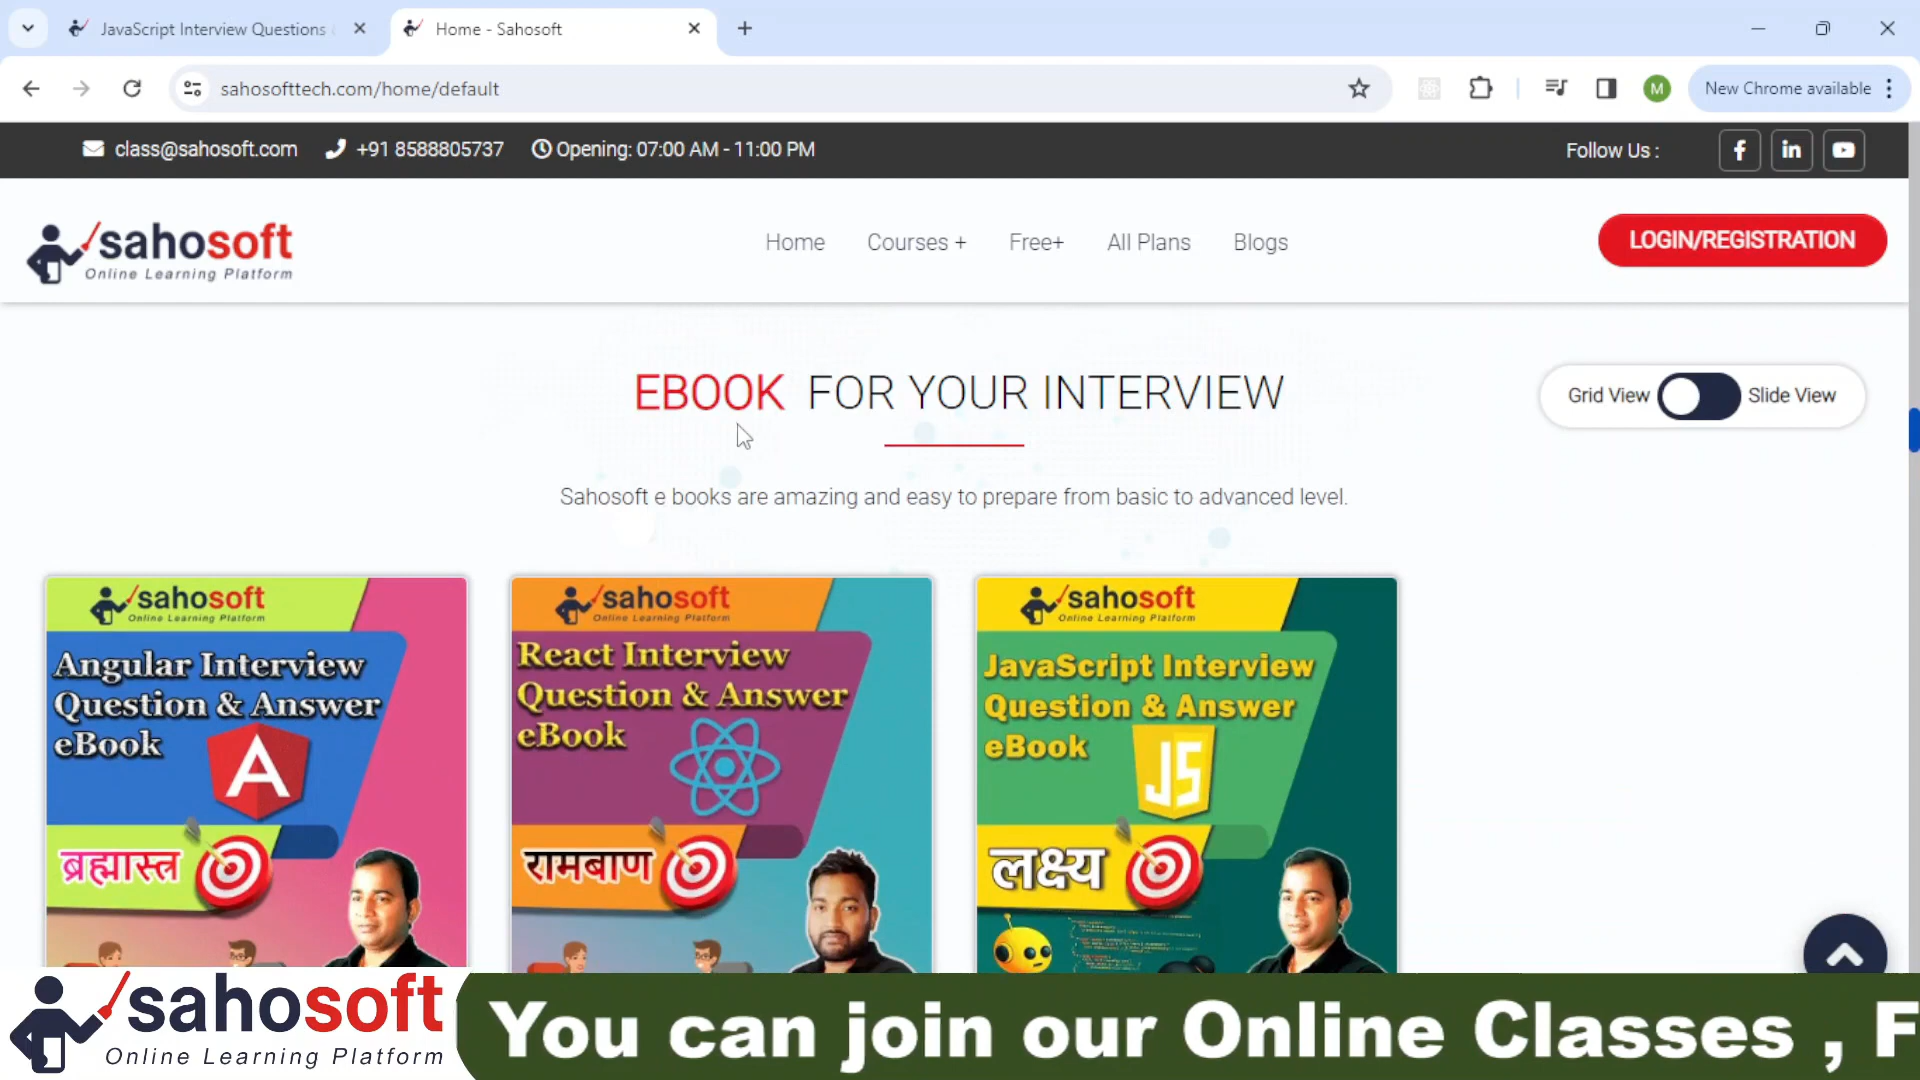 JavaScript Interview Questions
Home - Sahosoft
sahosofttech.com/home/default
M
New Chrome available
class@sahosoft.com
+91 8588805737
Opening: 07:00 AM - 11:00 PM
Follow Us :
sahosoft
Online Learning Platform
Home
Courses +
Free+
All Plans
Blogs
LOGIN/REGISTRATION
EBOOK FOR YOUR INTERVIEW
Grid View
Slide View
Sahosoft e books are amazing and easy to prepare from basic to advanced level.
sahosoft
Online Learning Platform
Angular Interview
Question & Answer
eBook
A
ब्रह्मास्त्र
sahosoft
Online Learning Platform
React Interview
Question & Answer
eBook
रामबाण
sahosoft
Online Learning Platform
JavaScript Interview
Question & Answer
eBook
JS
लक्ष्य
sahosoft
Online Learning Platform
You can join our Online Classes , F